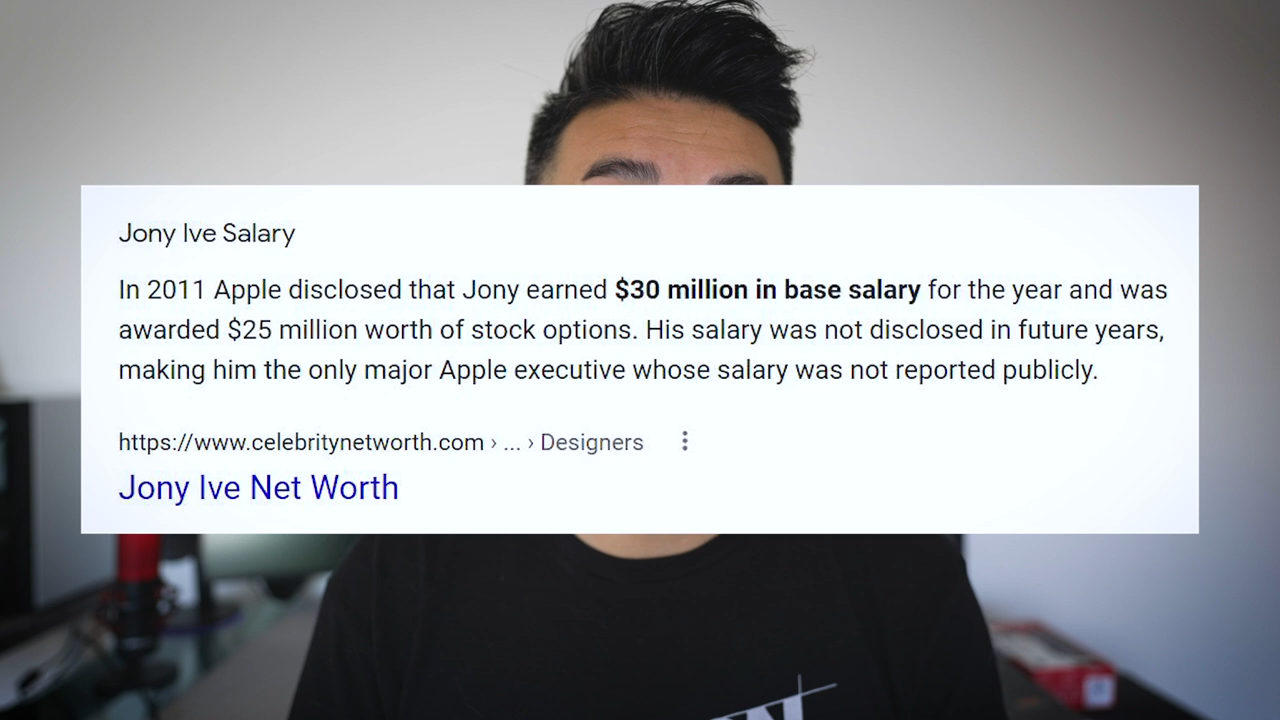 Jony Ive Salary
In 2011 Apple disclosed that Jony earned $30 million in base salary for the year and was
awarded $25 million worth of stock options. His salary was not disclosed in future years,
making him the only major Apple executive whose salary was not reported publicly.
https://www.celebritynetworth.com › ... › Designers
Jony Ive Net Worth